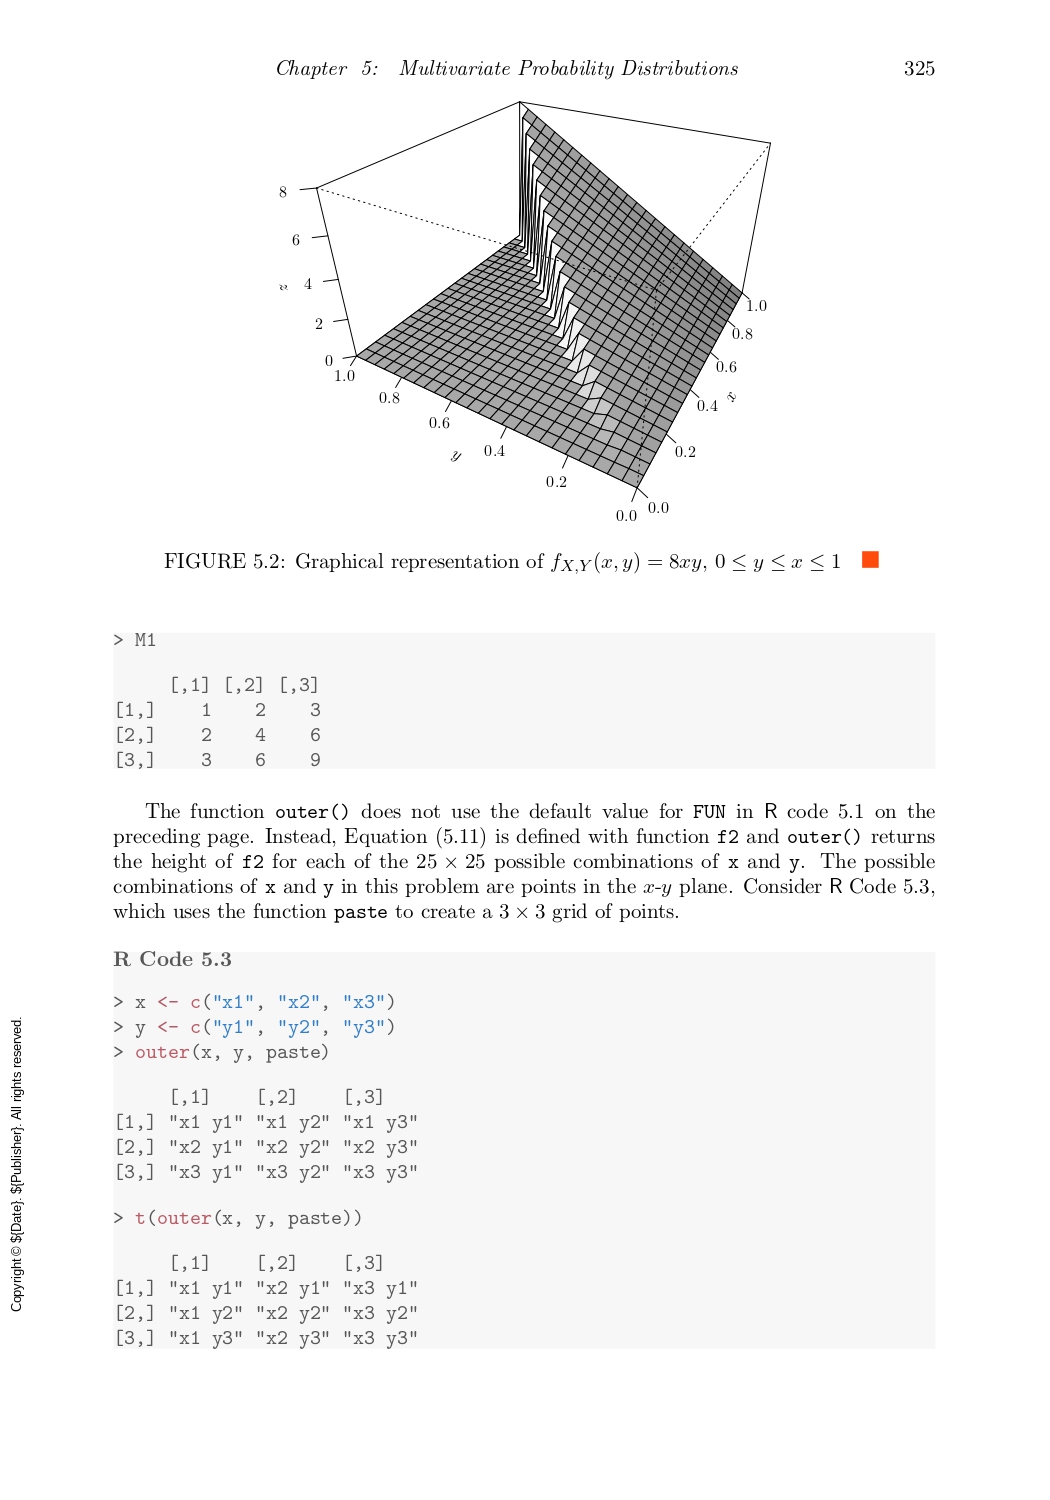 Chapter 5: Multivariate Probability Distributions 325
8
6
z 4
2
0
1.0
0.8
0.6
y 0.4
0.2
0.0
0.0
0.2
0.4 x
0.6
0.8
1.0
FIGURE 5.2: Graphical representation of f_{X,Y}(x, y) = 8xy, 0 ≤ y ≤ x ≤ 1
> M1
[,1] [,2] [,3]
[1,] 1 2 3
[2,] 2 4 6
[3,] 3 6 9
The function outer() does not use the default value for FUN in R code 5.1 on the
preceding page. Instead, Equation (5.11) is defined with function f2 and outer() returns
the height of f2 for each of the 25 × 25 possible combinations of x and y. The possible
combinations of x and y in this problem are points in the x-y plane. Consider R Code 5.3,
which uses the function paste to create a 3 × 3 grid of points.
R Code 5.3
> x <- c("x1", "x2", "x3")
> y <- c("y1", "y2", "y3")
> outer(x, y, paste)
[,1] [,2] [,3]
[1,] "x1 y1" "x1 y2" "x1 y3"
[2,] "x2 y1" "x2 y2" "x2 y3"
[3,] "x3 y1" "x3 y2" "x3 y3"
> t(outer(x, y, paste))
[,1] [,2] [,3]
[1,] "x1 y1" "x2 y1" "x3 y1"
[2,] "x1 y2" "x2 y2" "x3 y2"
[3,] "x1 y3" "x2 y3" "x3 y3"
Copyright © ${Date}. ${Publisher}. All rights reserved.